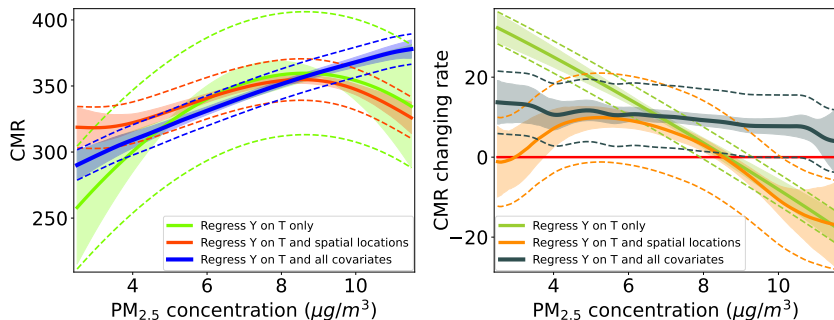 400
350
300
250
CMR
4
6
8
10
PM2.5 concentration (μg/m³)
Regress Y on T only
Regress Y on T and spatial locations
Regress Y on T and all covariates
20
0
−20
CMR changing rate
4
6
8
10
PM2.5 concentration (μg/m³)
Regress Y on T only
Regress Y on T and spatial locations
Regress Y on T and all covariates